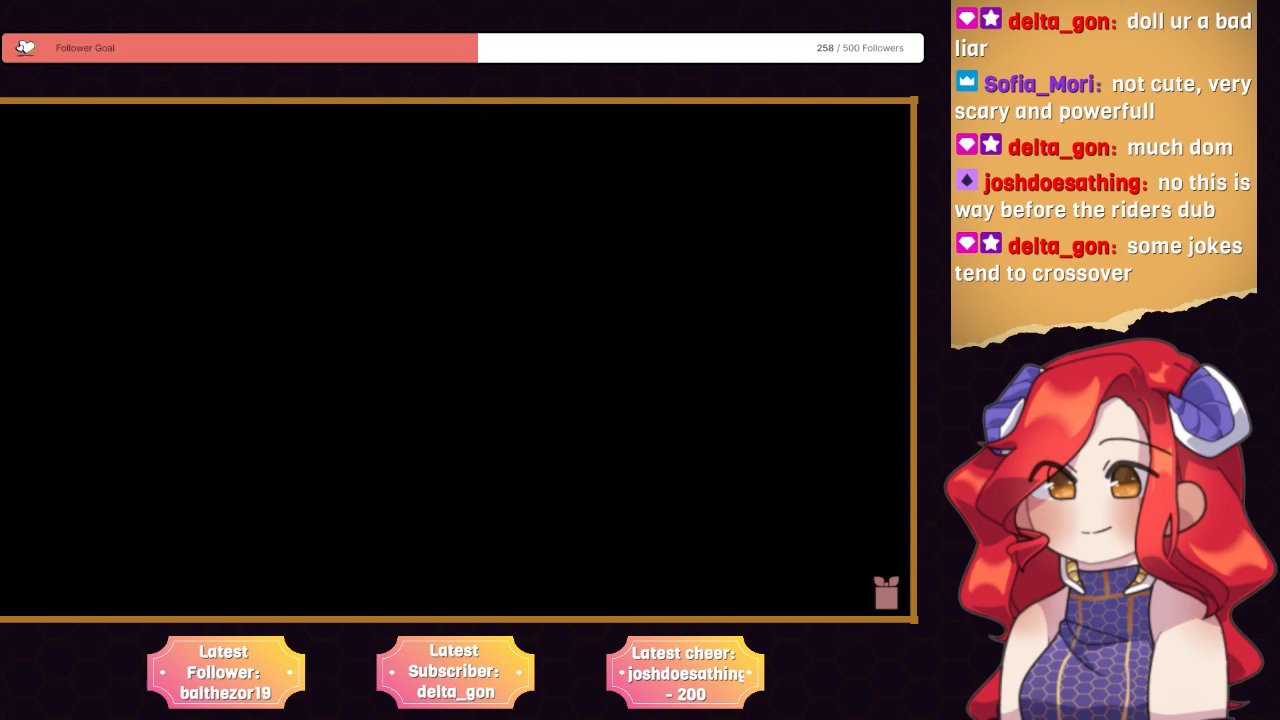 Follower Goal
258 / 500 Followers
delta_gon: doll ur a bad
liar
Sofia_Mori: not cute, very
scary and powerfull
delta_gon: much dom
joshdoesathing: no this is
way before the riders dub
delta_gon: some jokes
tend to crossover
Latest
Follower:
balthezor19
Latest
Subscriber:
delta_gon
Latest cheer:
joshdoesathing
- 200